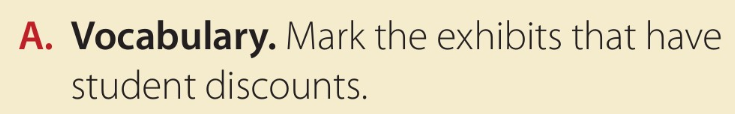 A. Vocabulary. Mark the exhibits that have
student discounts.